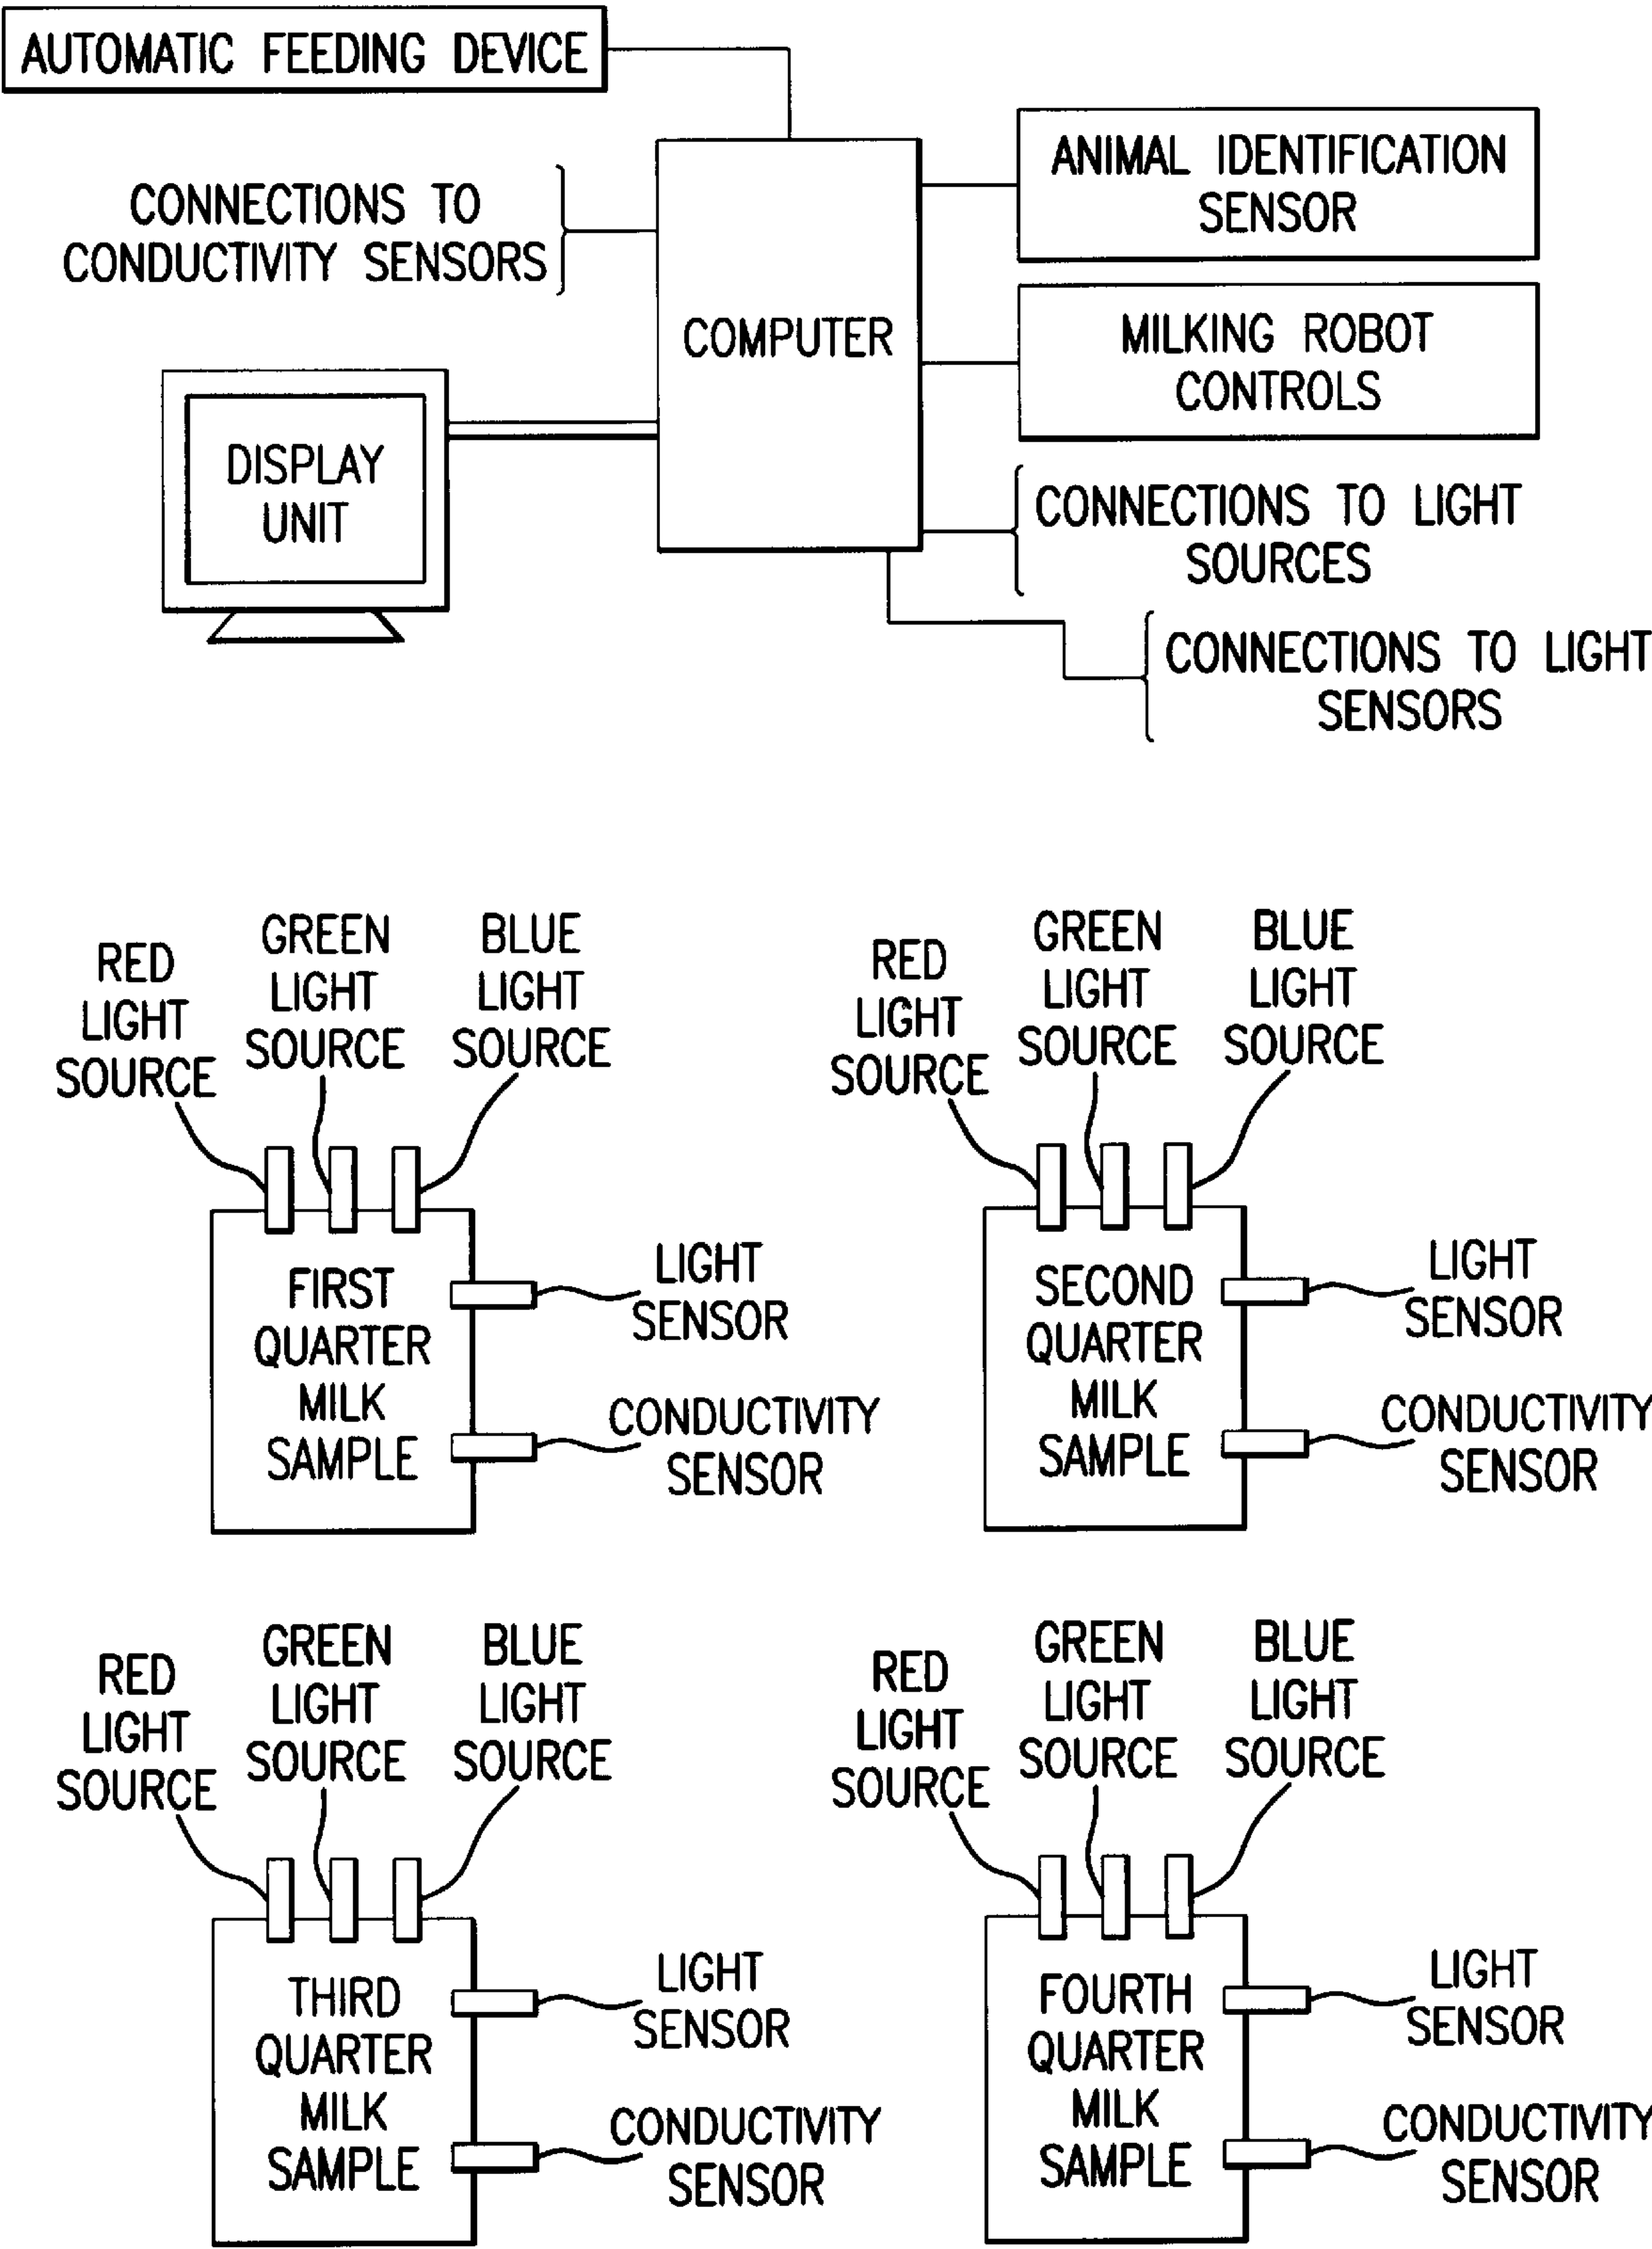 AUTOMATIC FEEDING DEVICE
ANIMAL IDENTIFICATION
SENSOR
CONNECTIONS TO
CONDUCTIVITY SENSORS
COMPUTER
MILKING ROBOT
CONTROLS
DISPLAY
UNIT
CONNECTIONS TO LIGHT
SOURCES
CONNECTIONS TO LIGHT
SENSORS
RED
LIGHT
SOURCE
GREEN
LIGHT
SOURCE
BLUE
LIGHT
SOURCE
FIRST
QUARTER
MILK
SAMPLE
LIGHT
SENSOR
CONDUCTIVITY
SENSOR
RED
LIGHT
SOURCE
GREEN
LIGHT
SOURCE
BLUE
LIGHT
SOURCE
SECOND
QUARTER
MILK
SAMPLE
LIGHT
SENSOR
CONDUCTIVITY
SENSOR
RED
LIGHT
SOURCE
GREEN
LIGHT
SOURCE
BLUE
LIGHT
SOURCE
THIRD
QUARTER
MILK
SAMPLE
LIGHT
SENSOR
CONDUCTIVITY
SENSOR
RED
LIGHT
SOURCE
GREEN
LIGHT
SOURCE
BLUE
LIGHT
SOURCE
FOURTH
QUARTER
MILK
SAMPLE
LIGHT
SENSOR
CONDUCTIVITY
SENSOR